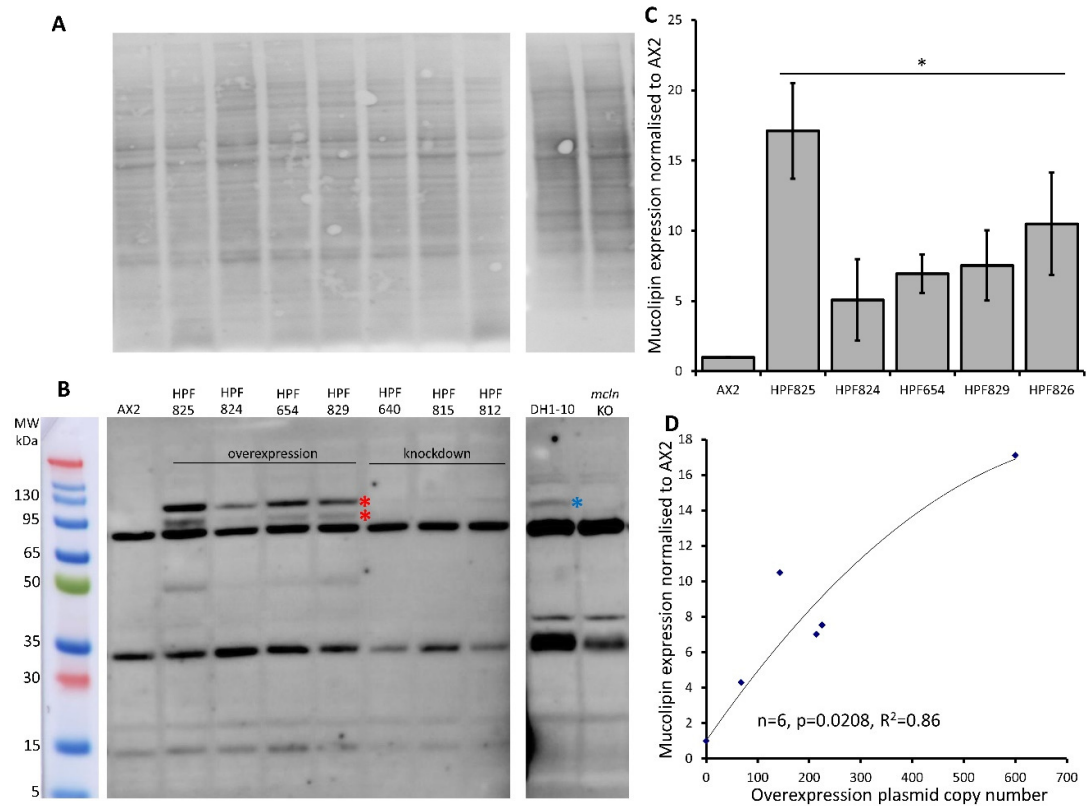 A
B
MW
kDa
130
95
65
50
35
30
15
5
AX2
HPF
825
HPF
824
HPF
654
HPF
829
HPF
640
HPF
815
HPF
812
overexpression
knockdown
*
*
DH1-10
mcln
KO
*
C
Mucolipin expression normalised to AX2
25
20
15
10
5
0
*
AX2 HPF825 HPF824 HPF654 HPF829 HPF826
D
Mucolipin expression normalised to AX2
18
16
14
12
10
8
6
4
2
0
n=6, p=0.0208, R²=0.86
0 100 200 300 400 500 600 700
Overexpression plasmid copy number